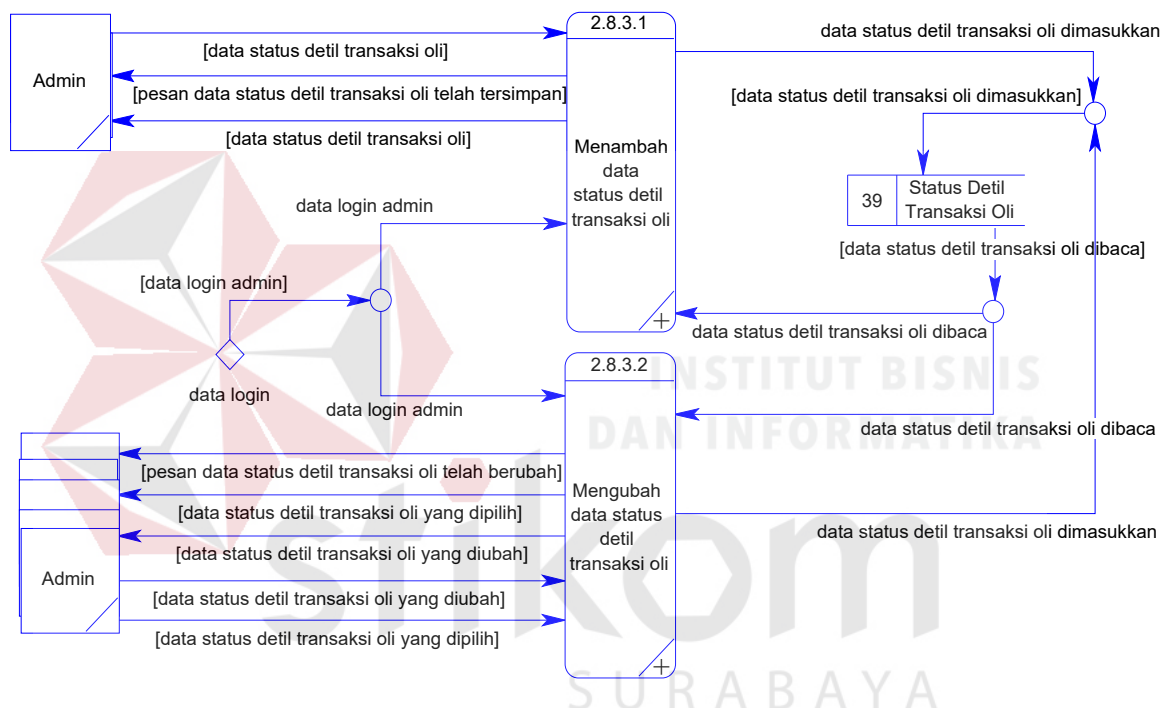 2.8.3.1
data status detil transaksi oli dimasukkan
[data status detil transaksi oli]
Admin
[pesan data status detil transaksi oli telah tersimpan]
[data status detil transaksi oli dimasukkan]
[data status detil transaksi oli]
Menambah
data
status detil
transaksi oli
39
Status Detil
Transaksi Oli
data login admin
[data status detil transaksi oli dibaca]
[data login admin]
+
data status detil transaksi oli dibaca
2.8.3.2
INSTITUT BISNIS
data login
data login admin
DAN INFORMATIKA
data status detil transaksi oli dibaca
[pesan data status detil transaksi oli telah berubah]
Mengubah
data status
detil
transaksi oli
[data status detil transaksi oli yang dipilih]
data status detil transaksi oli dimasukkan
[data status detil transaksi oli yang diubah]
Admin
[data status detil transaksi oli yang diubah]
[data status detil transaksi oli yang dipilih]
stikom
+
SURABAYA